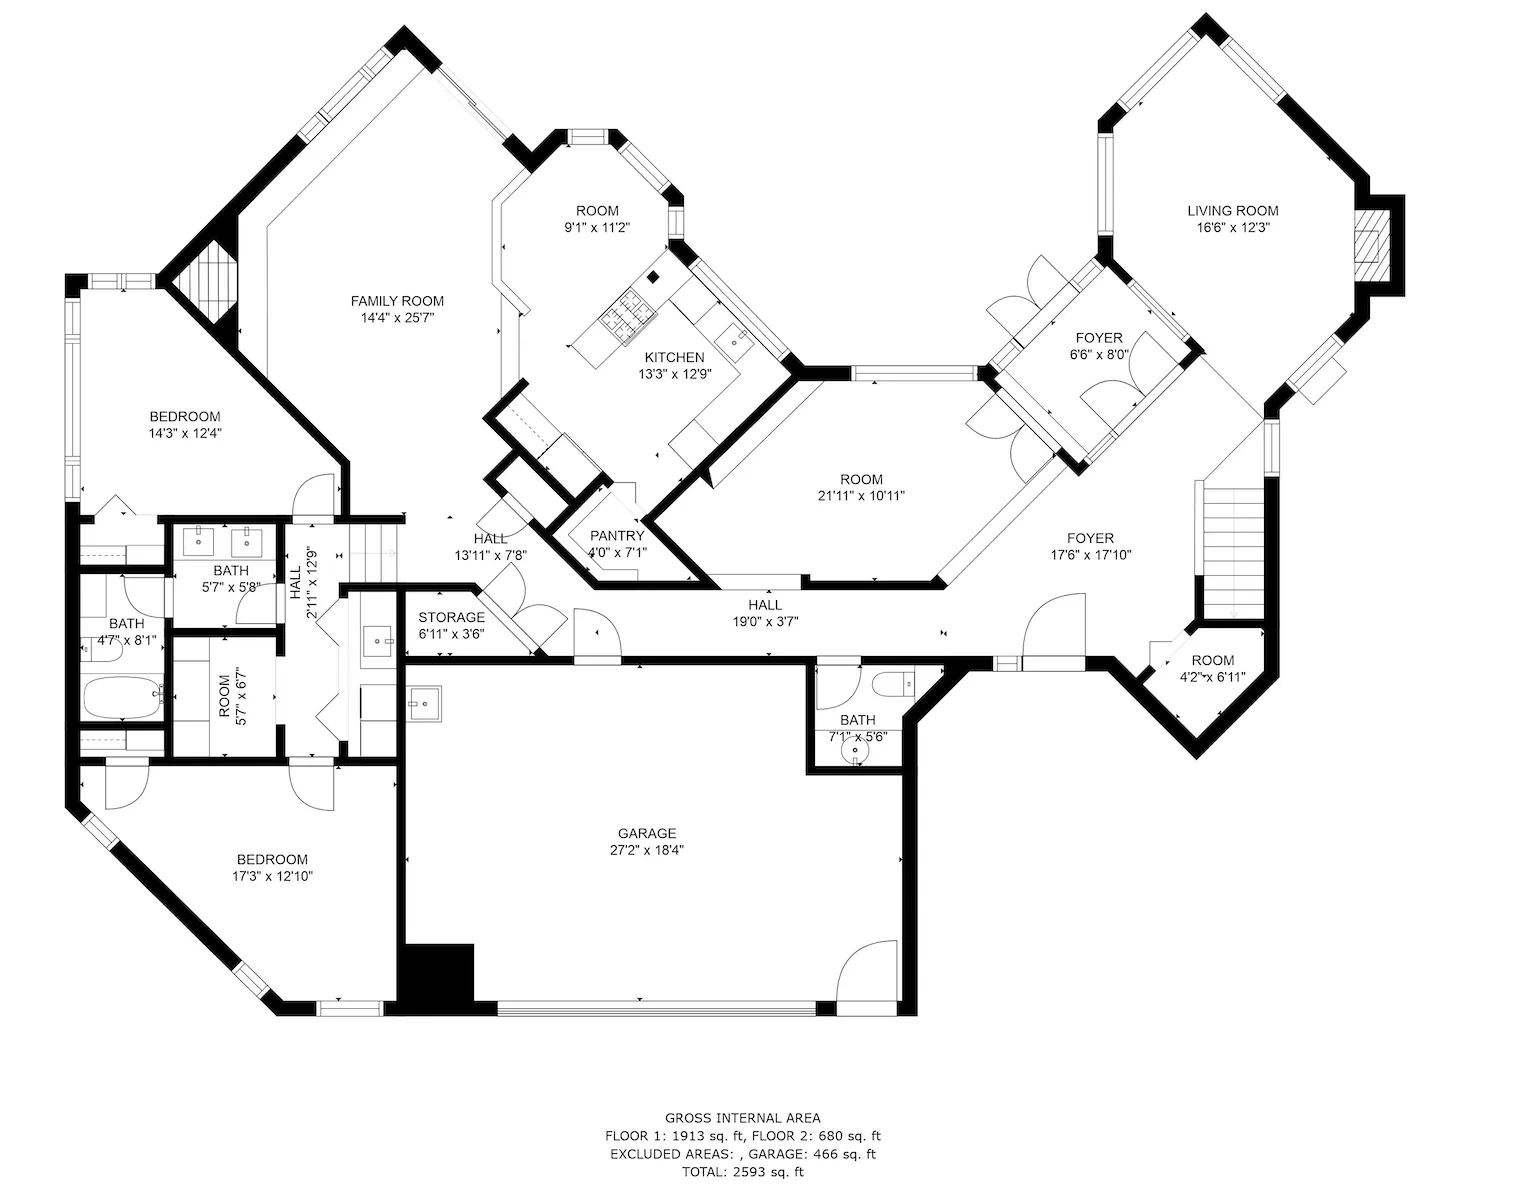 ROOM
9'1" x 11'2"
LIVING ROOM
16'6" x 12'3"
FAMILY ROOM
14'4" x 25'7"
FOYER
6'6" x 8'0"
KITCHEN
13'3" x 12'9"
BEDROOM
14'3" x 12'4"
ROOM
21'11" x 10'11"
HALL
13'11" x 7'8"
PANTRY
4'0" x 7'1"
FOYER
17'6" x 17'10"
BATH
5'7" x 5'8"
HALL
2'11" x 12'9"
BATH
4'7" x 8'1"
STORAGE
6'11" x 3'6"
HALL
19'0" x 3'7"
ROOM
4'2" x 6'11"
ROOM
5'7" x 6'7"
BATH
7'1" x 5'6"
GARAGE
27'2" x 18'4"
BEDROOM
17'3" x 12'10"
GROSS INTERNAL AREA
FLOOR 1: 1913 sq. ft, FLOOR 2: 680 sq. ft
EXCLUDED AREAS: , GARAGE: 466 sq. ft
TOTAL: 2593 sq. ft